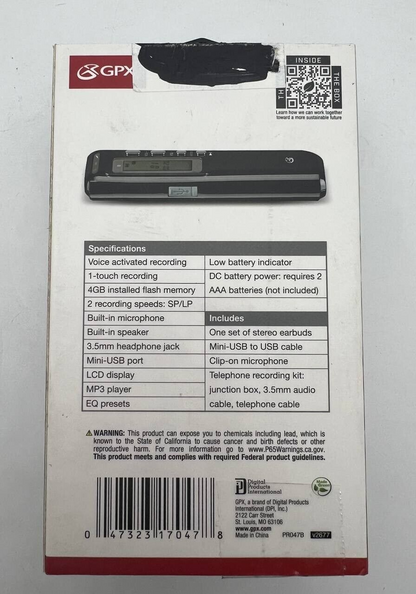 GPX
INSIDE
THE BOX
TH
Learn how we can work together
toward a more sustainable future
Specifications
Voice activated recording
1-touch recording
4GB installed flash memory
2 recording speeds: SP/LP
Built-in microphone
Built-in speaker
3.5mm headphone jack
Mini-USB port
LCD display
MP3 player
EQ presets
Low battery indicator
DC battery power: requires 2
AAA batteries (not included)
Includes
One set of stereo earbuds
Mini-USB to USB cable
Clip-on microphone
Telephone recording kit:
junction box, 3.5mm audio
cable, telephone cable
⚠WARNING: This product can expose you to chemicals including lead, which is
known to the State of California to cause cancer and birth defects or other
reproductive harm. For more information go to www.P65Warnings.ca.gov.
This product meets and complies with required Federal product guidelines.
0 47323 17047 8
Digital
Products
International
GPX, a brand of Digital Products
International (DPI, Inc.)
2122 Carr Street
St. Louis, MO 63106
www.gpx.com
Made in China PR047B v2677